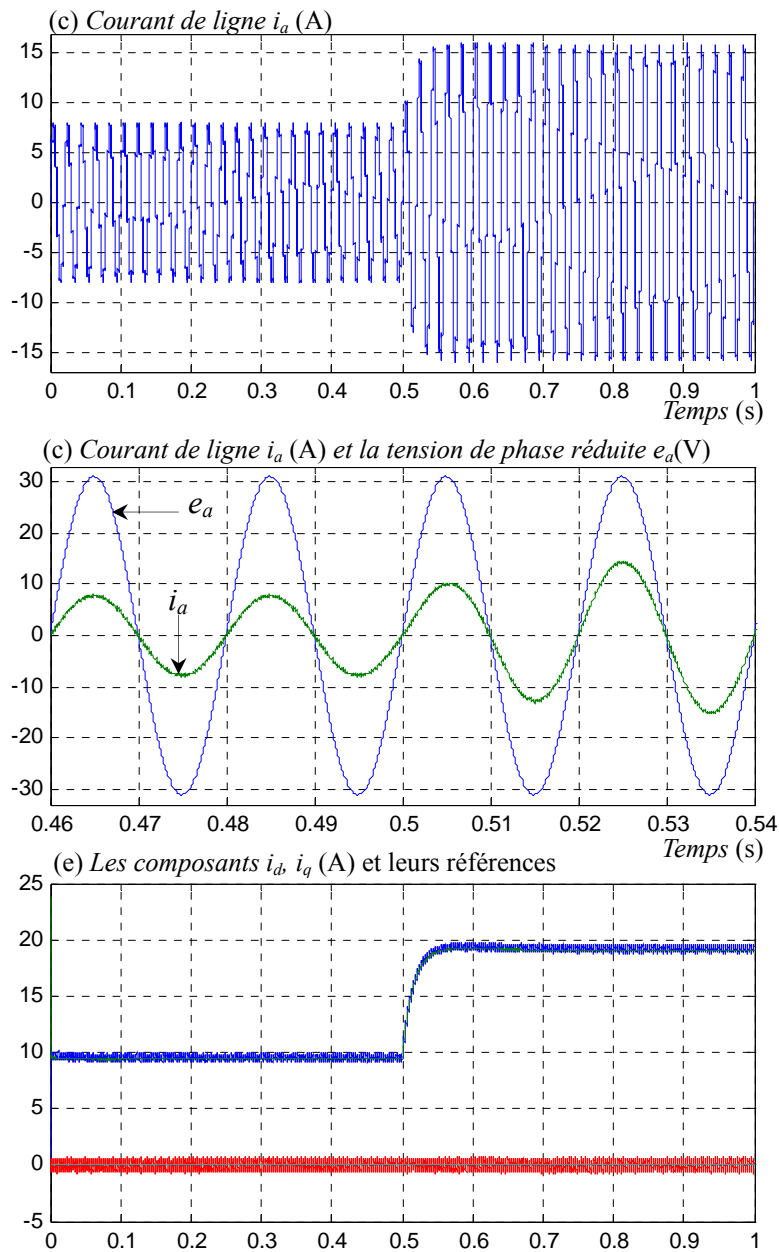 (c) Courant de ligne ia (A)
15
10
5
0
-5
-10
-15
0 0.1 0.2 0.3 0.4 0.5 0.6 0.7 0.8 0.9 1
Temps (s)
(c) Courant de ligne ia (A) et la tension de phase réduite ea(V)
30
20
10
0
-10
-20
-30
ea
ia
0.46 0.47 0.48 0.49 0.5 0.51 0.52 0.53 0.54
Temps (s)
(e) Les composants id, iq (A) et leurs références
25
20
15
10
5
0
-5
0 0.1 0.2 0.3 0.4 0.5 0.6 0.7 0.8 0.9 1